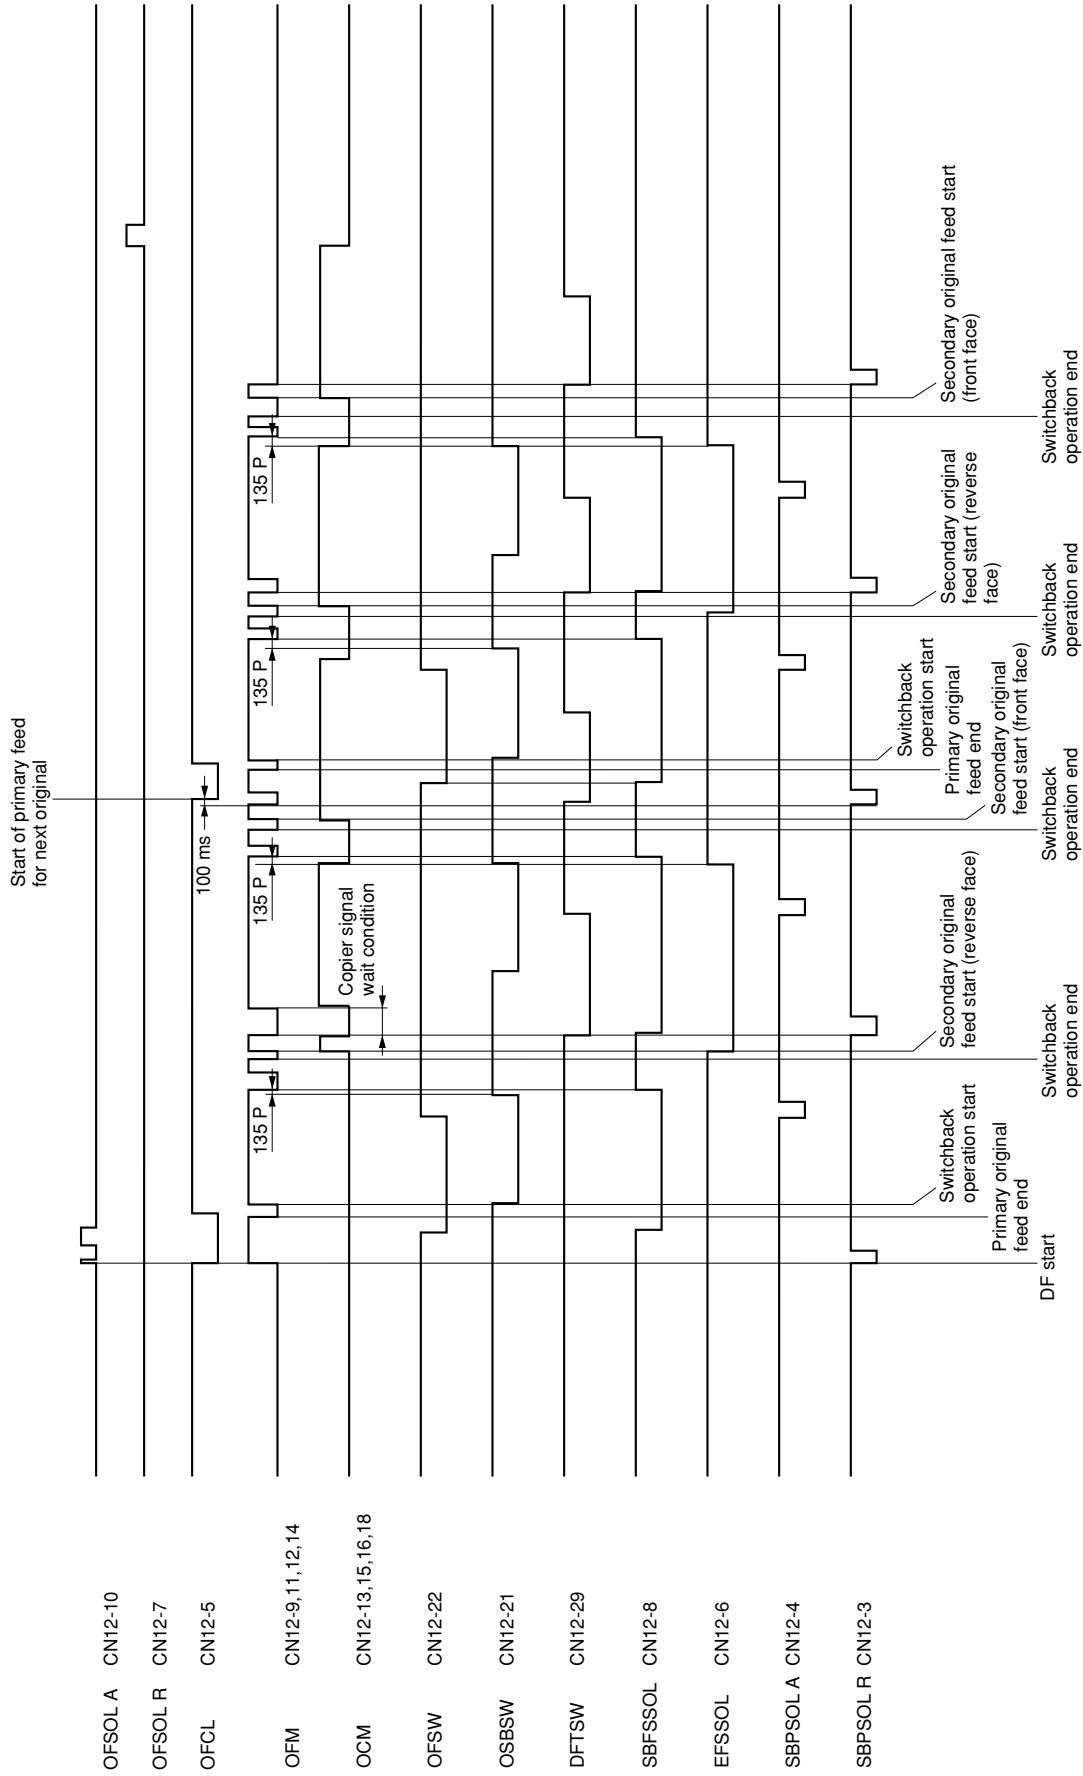 Start of primary feed
for next original
100 ms
135 P
135 P
135 P
135 P
Copier signal
wait condition
OFSOL A CN12-10
OFSOL R CN12-7
OFCL CN12-5
OFM CN12-9,11,12,14
OCM CN12-13,15,16,18
OFSW CN12-22
OSBSW CN12-21
DFTSW CN12-29
SBFSSOL CN12-8
EFSSOL CN12-6
SBPSOL A CN12-4
SBPSOL R CN12-3
DF start
Primary original
feed end
Switchback
operation start
Switchback
operation end
Secondary original
feed start (reverse face)
Switchback
operation end
Secondary original
feed start (front face)
Primary original
feed end
Switchback
operation start
Switchback
operation end
Secondary original
feed start (reverse
face)
Switchback
operation end
Secondary original feed start
(front face)